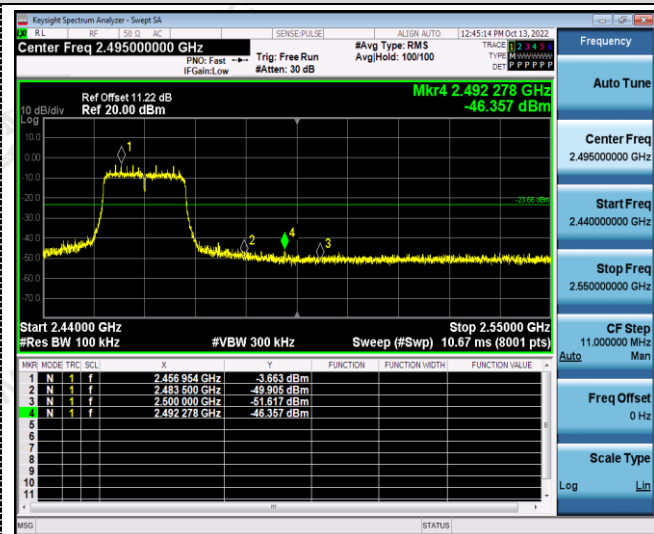 Keysight Spectrum Analyzer - Swept SA
RL RF 50 Ω AC SENSE:PULSE ALIGN AUTO 12:45:14 PM Oct 13, 2022
Center Freq 2.495000000 GHz
PNO: Fast Trig: Free Run #Avg Type: RMS TRACE 1 2 3 4 5 6
IFGain:Low #Atten: 30 dB Avg|Hold: 100/100 TYPE MWWWWW
DET P P P P P P
Ref Offset 11.22 dB Mkr4 2.492 278 GHz
10 dB/div Ref 20.00 dBm -46.357 dBm
Log
10.0
0.00
-10.0
-20.0
-30.0
-40.0
-50.0
-60.0
-70.0
1
2
4
3
-23.66 dBm
Start 2.44000 GHz Stop 2.55000 GHz
#Res BW 100 kHz #VBW 300 kHz Sweep (#Swp) 10.67 ms (8001 pts)
MKR MODE TRC SCL X Y FUNCTION FUNCTION WIDTH FUNCTION VALUE
1 N 1 f 2.456 954 GHz -3.663 dBm
2 N 1 f 2.483 500 GHz -49.905 dBm
3 N 1 f 2.500 000 GHz -51.617 dBm
4 N 1 f 2.492 278 GHz -46.357 dBm
5
6
7
8
9
10
11
MSG STATUS
Frequency
Auto Tune
Center Freq
2.495000000 GHz
Start Freq
2.440000000 GHz
Stop Freq
2.550000000 GHz
CF Step
11.000000 MHz
Auto Man
Freq Offset
0 Hz
Scale Type
Log Lin